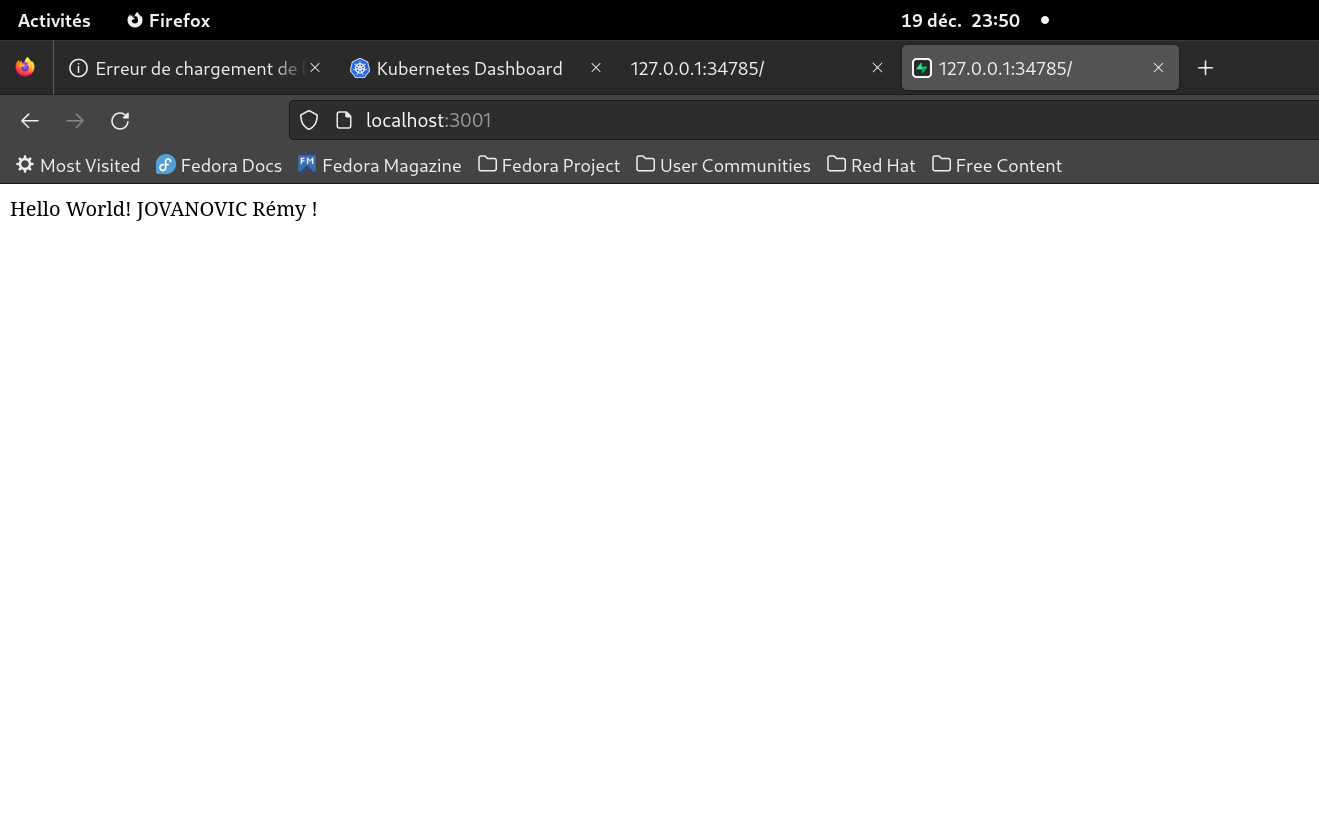 Activités Firefox 19 déc. 23:50
Erreur de chargement de Kubernetes Dashboard 127.0.0.1:34785/ 127.0.0.1:34785/
localhost:3001
Most Visited Fedora Docs FM Fedora Magazine Fedora Project User Communities Red Hat Free Content
Hello World! JOVANOVIC Rémy !